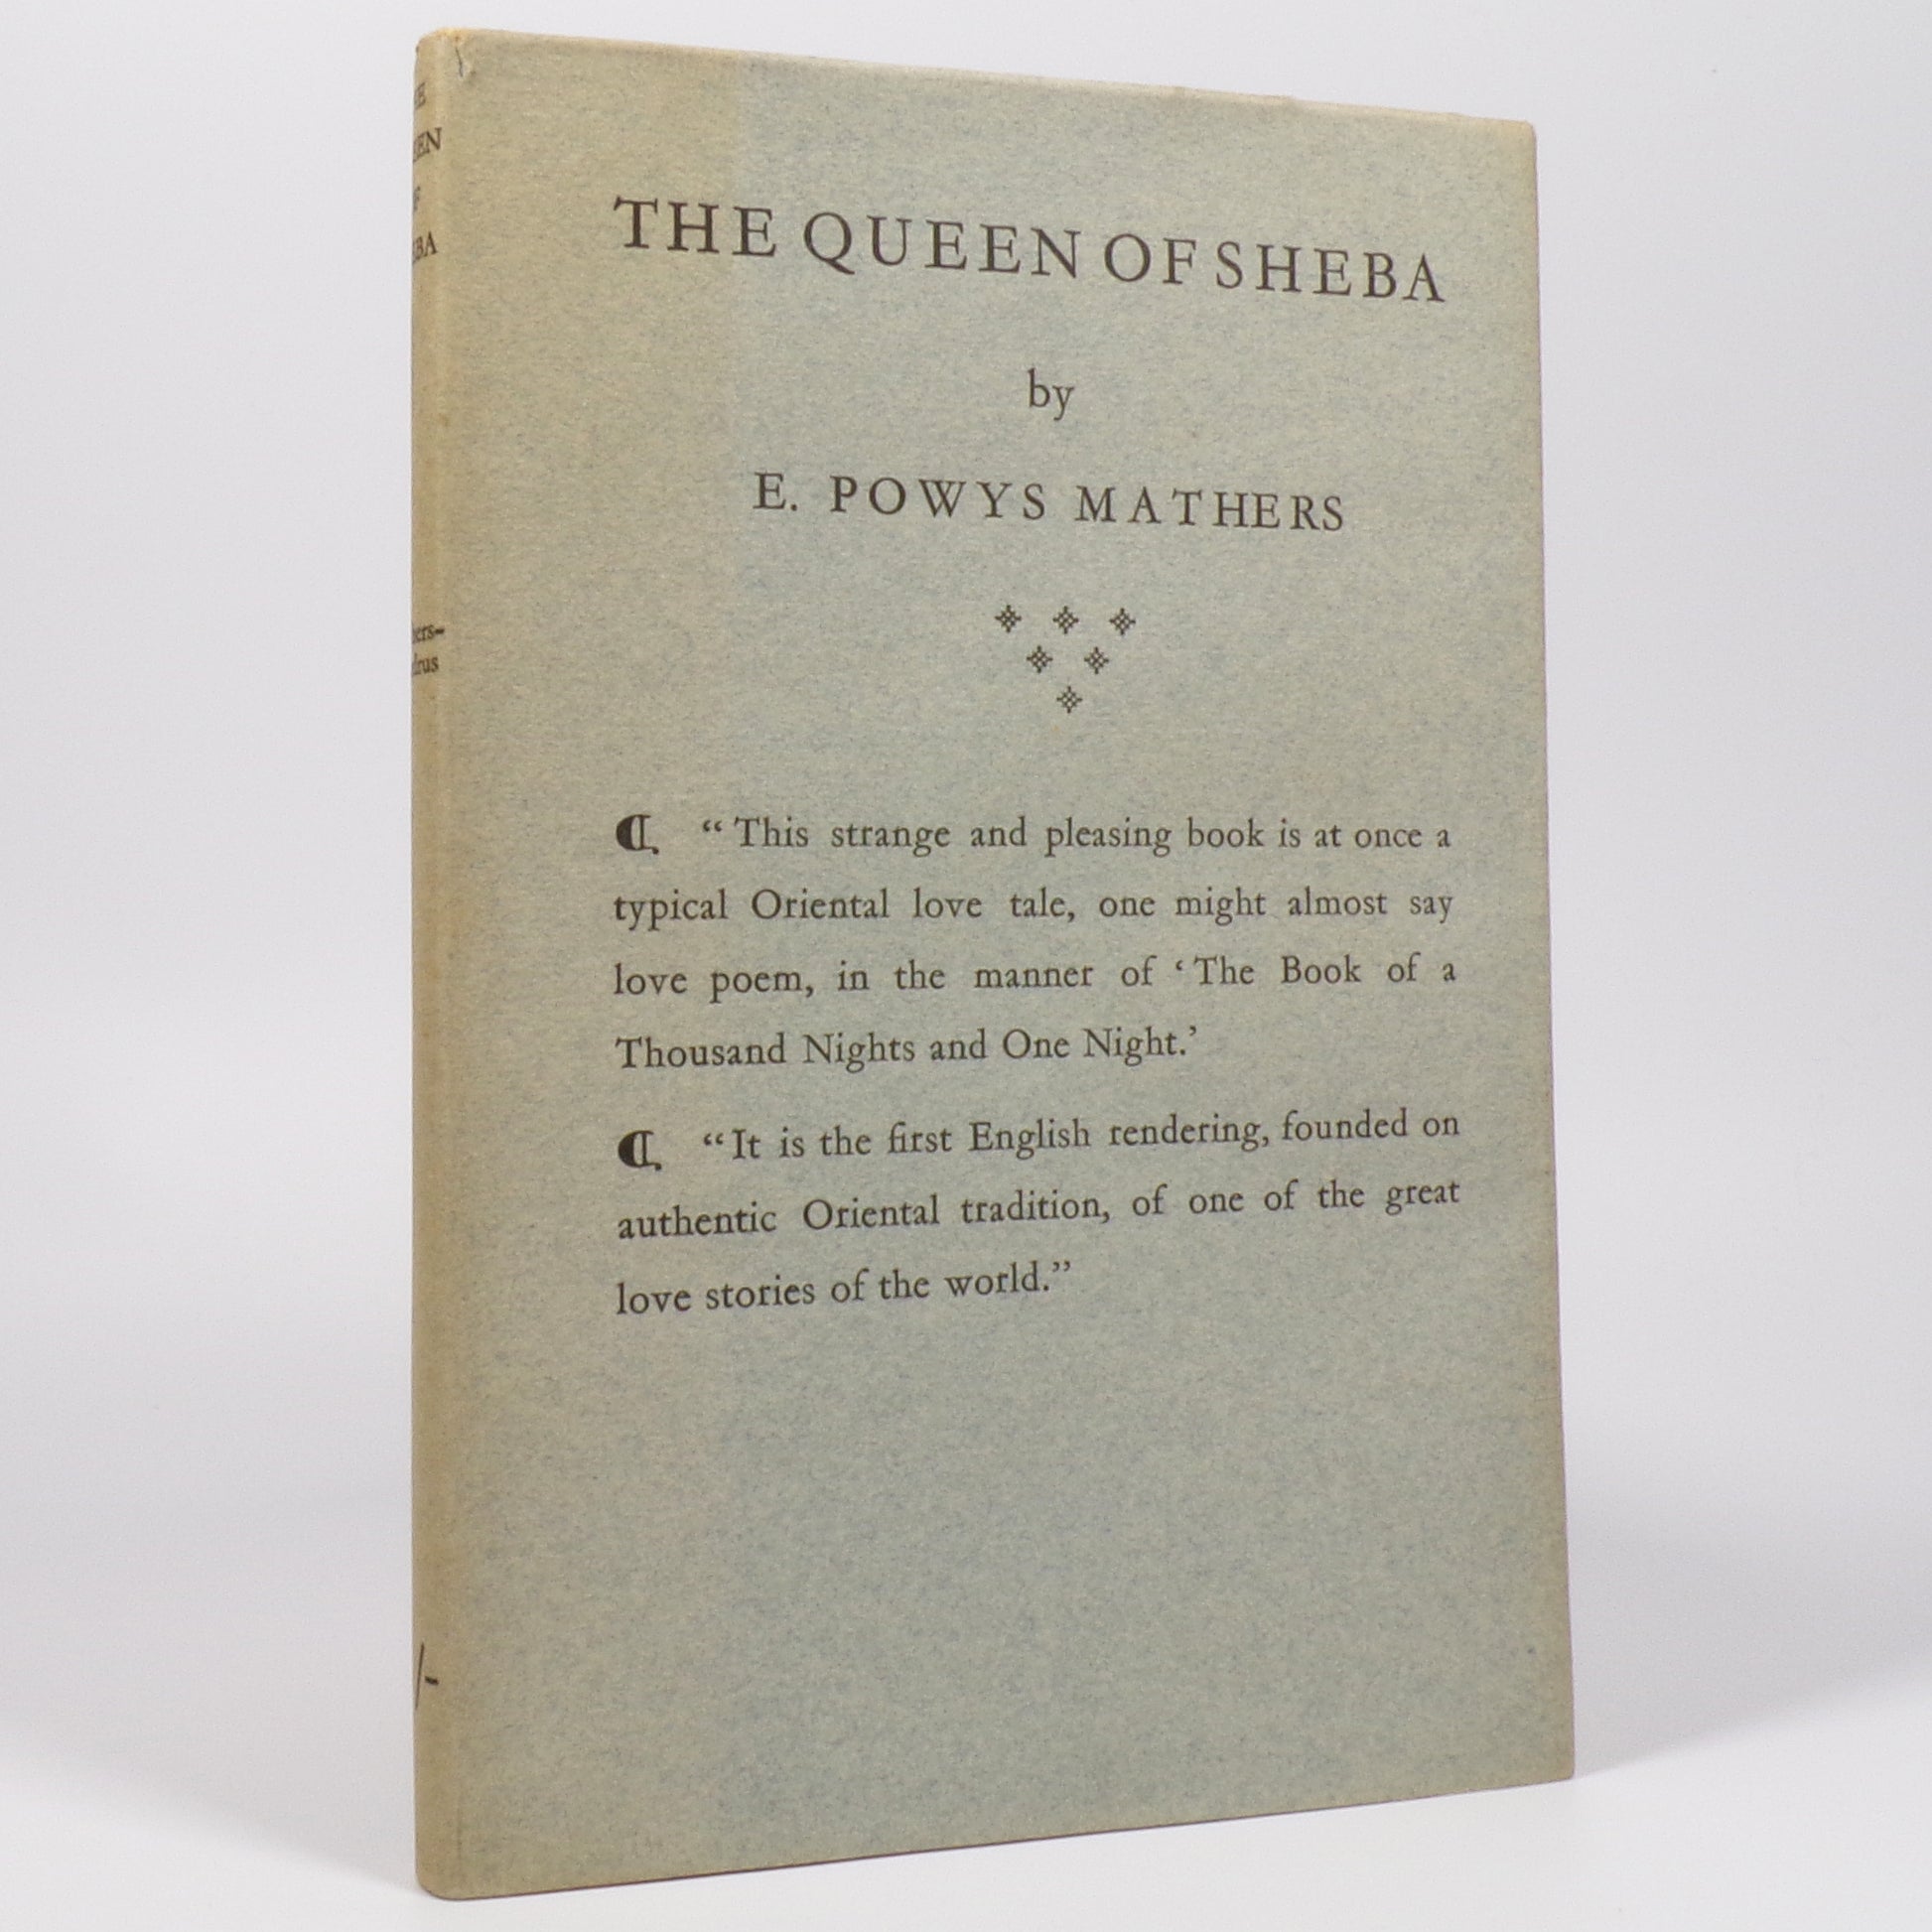 THE QUEEN OF SHEBA
by
E. POWYS MATHERS
¶ “This strange and pleasing book is at once a
typical Oriental love tale, one might almost say
love poem, in the manner of ‘The Book of a
Thousand Nights and One Night.’
¶ “It is the first English rendering, founded on
authentic Oriental tradition, of one of the great
love stories of the world.”